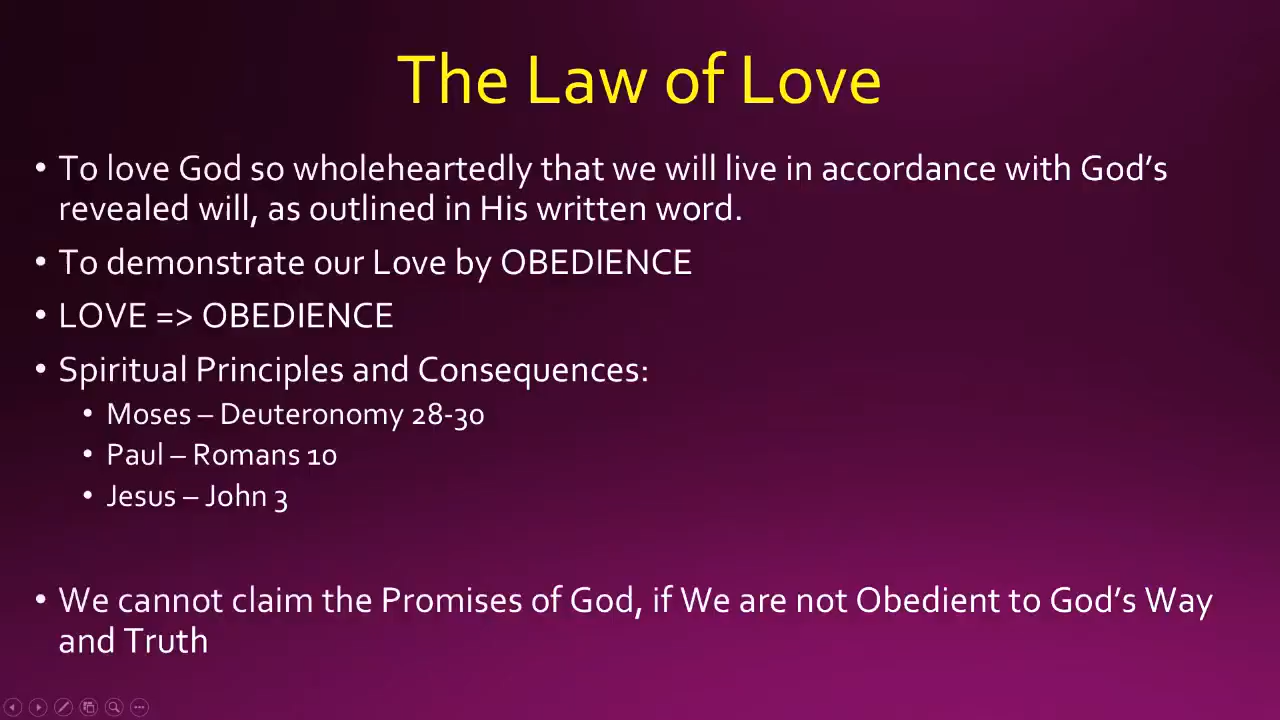 The Law of Love
• To love God so wholeheartedly that we will live in accordance with God's
revealed will, as outlined in His written word.
• To demonstrate our Love by OBEDIENCE
• LOVE => OBEDIENCE
• Spiritual Principles and Consequences:
• Moses – Deuteronomy 28-30
• Paul – Romans 10
• Jesus – John 3
• We cannot claim the Promises of God, if We are not Obedient to God's Way
and Truth